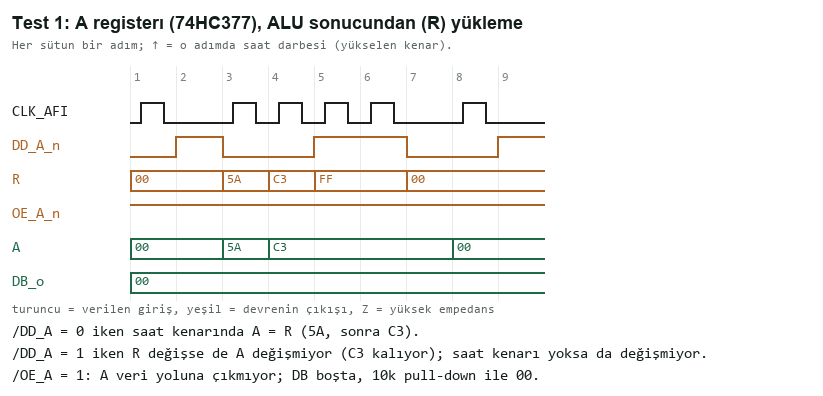 Test 1: A registerı (74HC377), ALU sonucundan (R) yükleme
Her sütun bir adım; ↑ = o adımda saat darbesi (yükselen kenar).
1 2 3 4 5 6 7 8 9
CLK_AFI
DD_A_n
R 00 5A C3 FF 00
OE_A_n
A 00 5A C3 00
DB_o 00
turuncu = verilen giriş, yeşil = devrenin çıkışı, Z = yüksek empedans
/DD_A = 0 iken saat kenarında A = R (5A, sonra C3).
/DD_A = 1 iken R değişse de A değişmiyor (C3 kalıyor); saat kenarı yoksa da değişmiyor.
/OE_A = 1: A veri yoluna çıkmıyor; DB boşta, 10k pull-down ile 00.